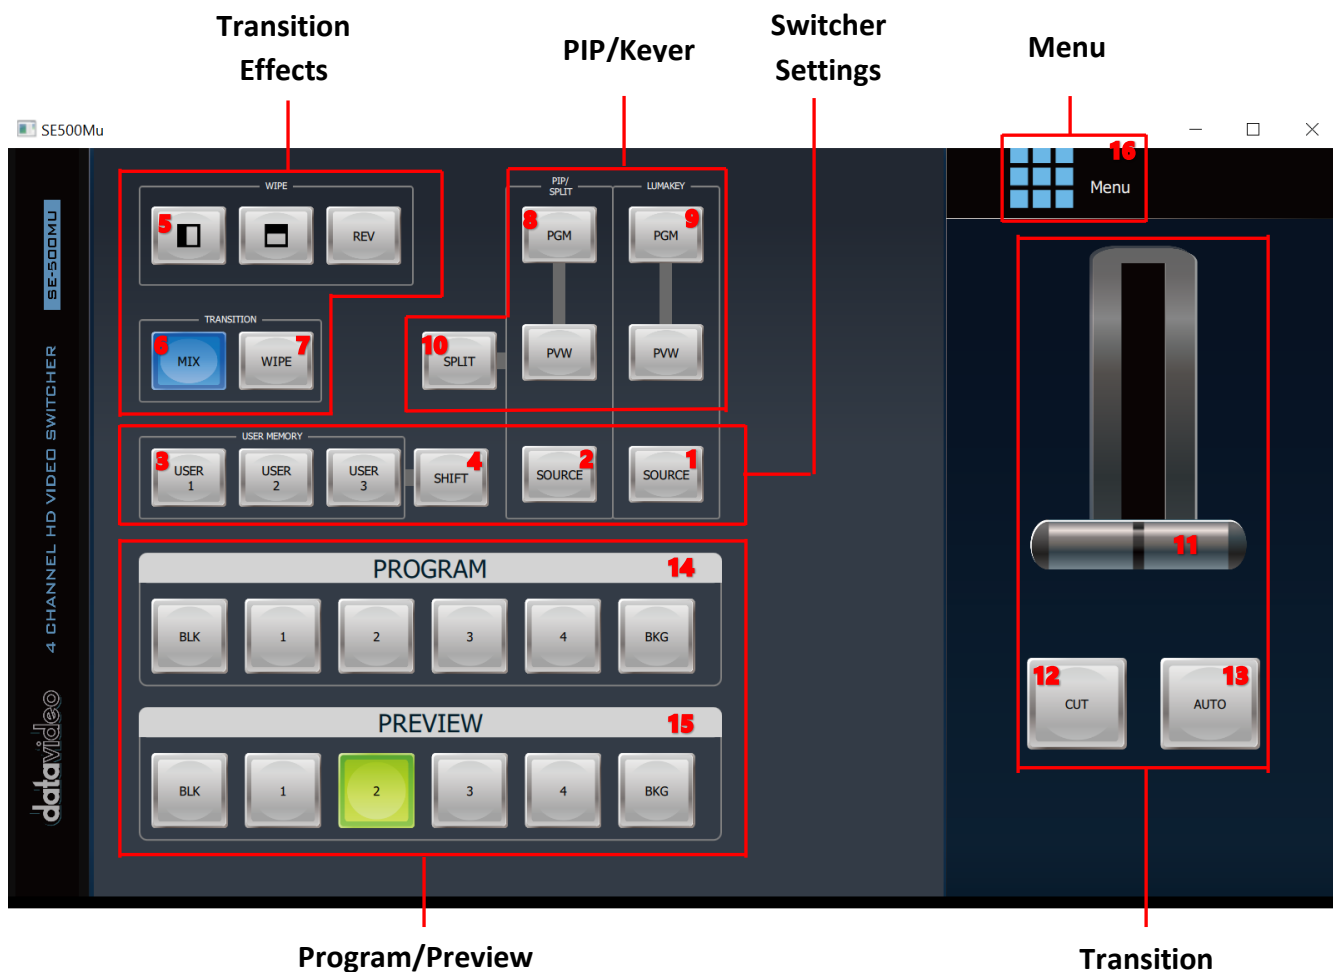 Transition
Effects
PIP/Keyer
Switcher
Settings
Menu
SE500Mu
16
Menu
WIPE
5
REV
PIP/
SPLIT
LUMAKEY
8
PGM
9
PGM
TRANSITION
6
MIX
7
WIPE
10
SPLIT
PVW
PVW
USER MEMORY
3
USER
1
USER
2
USER
3
4
SHIFT
2
SOURCE
1
SOURCE
11
PROGRAM
14
BLK
1
2
3
4
BKG
12
CUT
13
AUTO
PREVIEW
15
BLK
1
2
3
4
BKG
SE-500MU
4 CHANNEL HD VIDEO SWITCHER
datavideo
Program/Preview
Transition